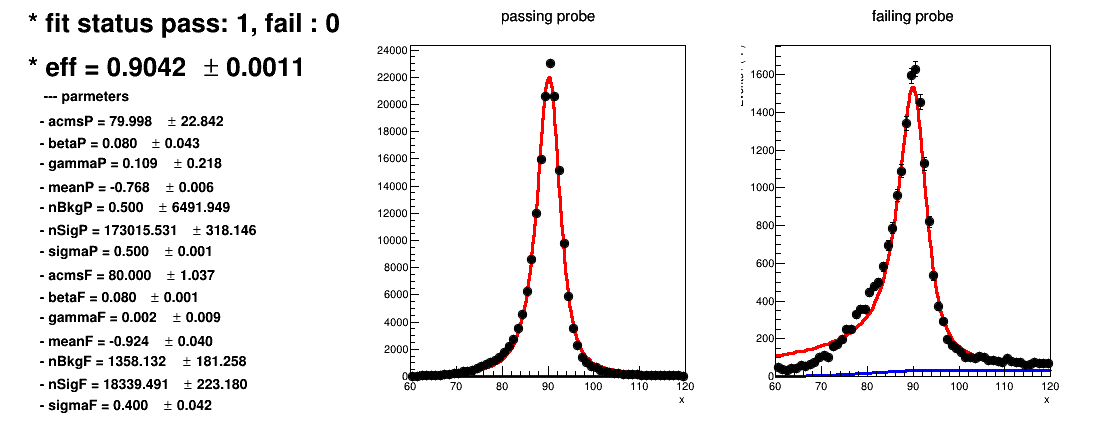 * fit status pass: 1, fail : 0
* eff = 0.9042 ± 0.0011
--- parmeters
- acmsP = 79.998 ± 22.842
- betaP = 0.080 ± 0.043
- gammaP = 0.109 ± 0.218
- meanP = -0.768 ± 0.006
- nBkgP = 0.500 ± 6491.949
- nSigP = 173015.531 ± 318.146
- sigmaP = 0.500 ± 0.001
- acmsF = 80.000 ± 1.037
- betaF = 0.080 ± 0.001
- gammaF = 0.002 ± 0.009
- meanF = -0.924 ± 0.040
- nBkgF = 1358.132 ± 181.258
- nSigF = 18339.491 ± 223.180
- sigmaF = 0.400 ± 0.042
passing probe
24000
22000
20000
18000
16000
14000
12000
10000
8000
6000
4000
2000
0
60 70 80 90 100 110 120
x
failing probe
1600
1400
1200
1000
800
600
400
200
0
60 70 80 90 100 110 120
x